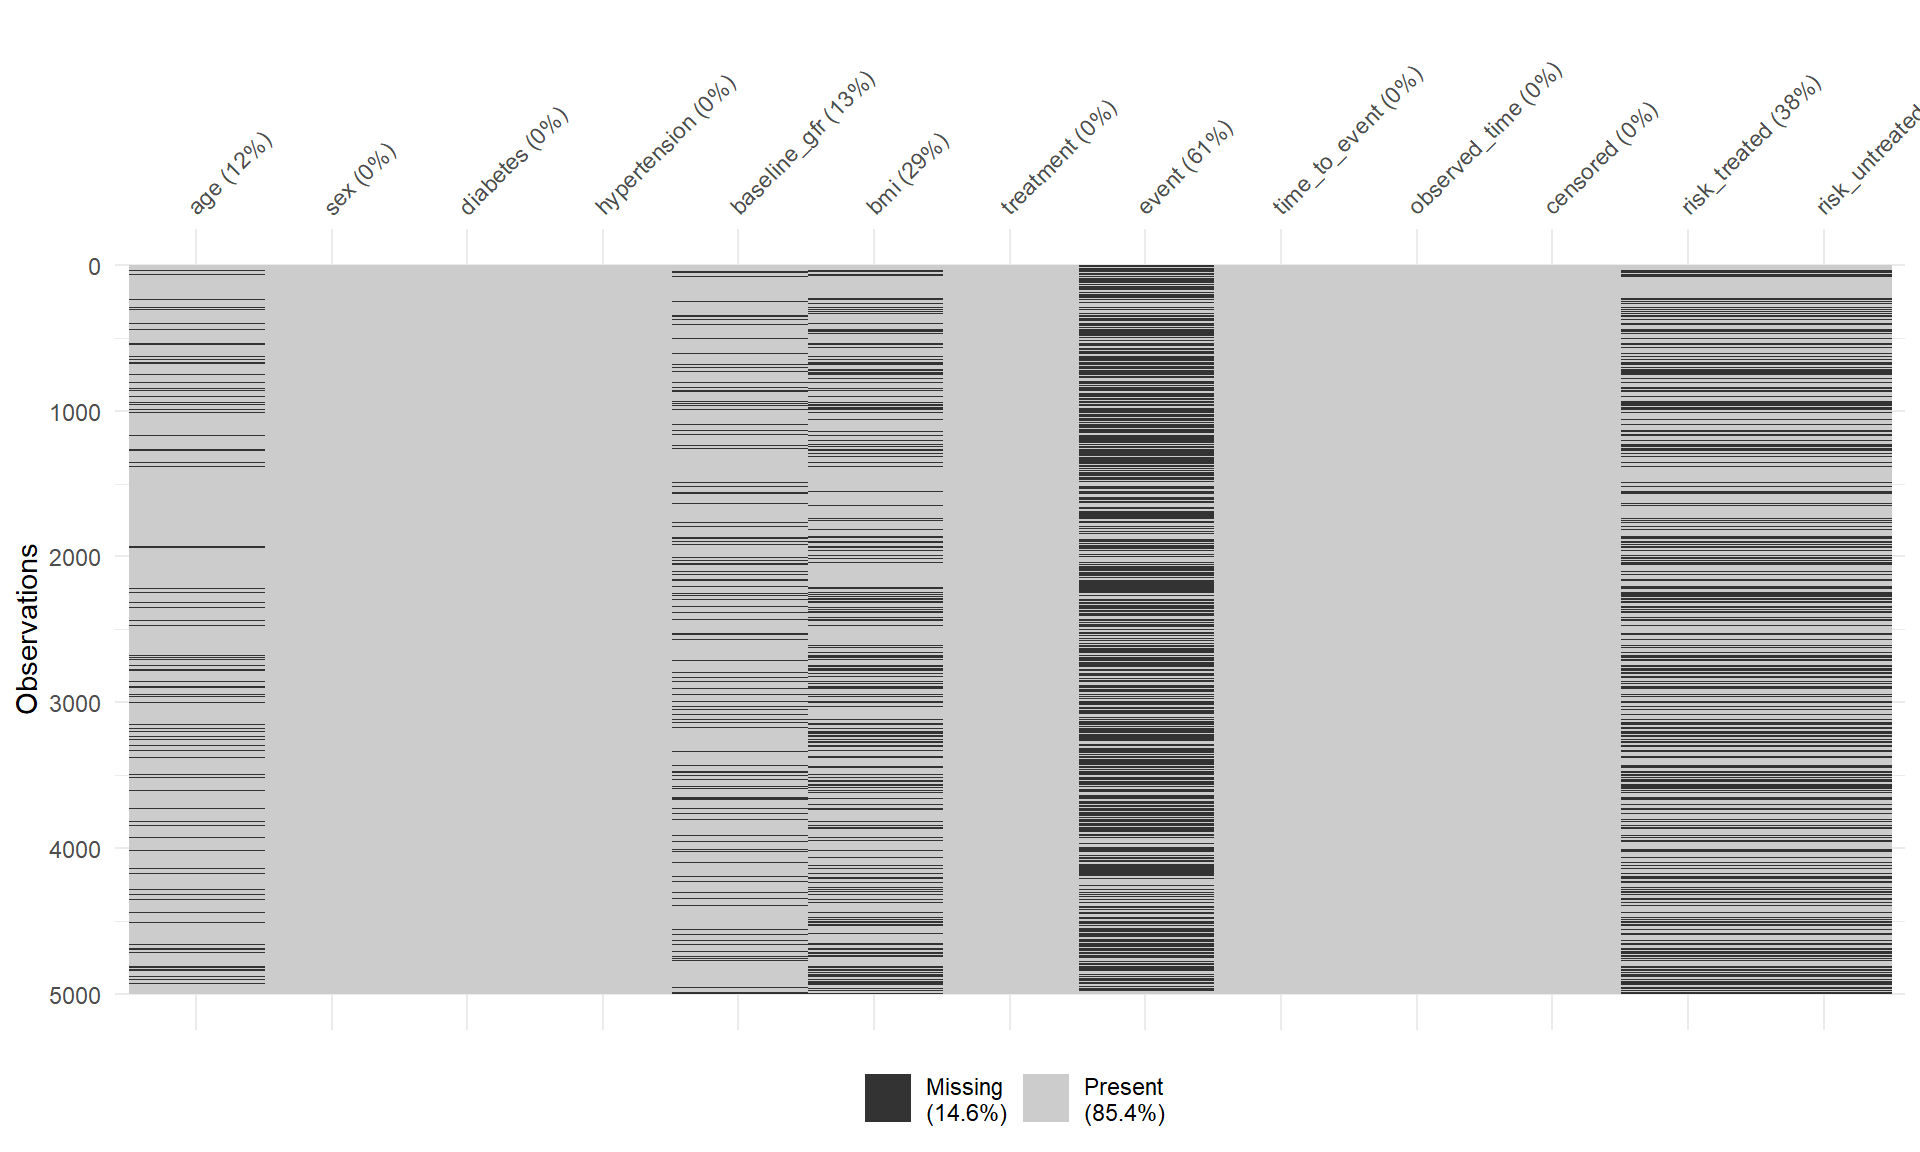 age (12%)
sex (0%)
diabetes (0%)
hypertension (0%)
baseline_gfr (13%)
bmi (29%)
treatment (0%)
event (61%)
time_to_event (0%)
observed_time (0%)
censored (0%)
risk_treated (38%)
risk_untreated
Observations
0
1000
2000
3000
4000
5000
Missing
(14.6%)
Present
(85.4%)